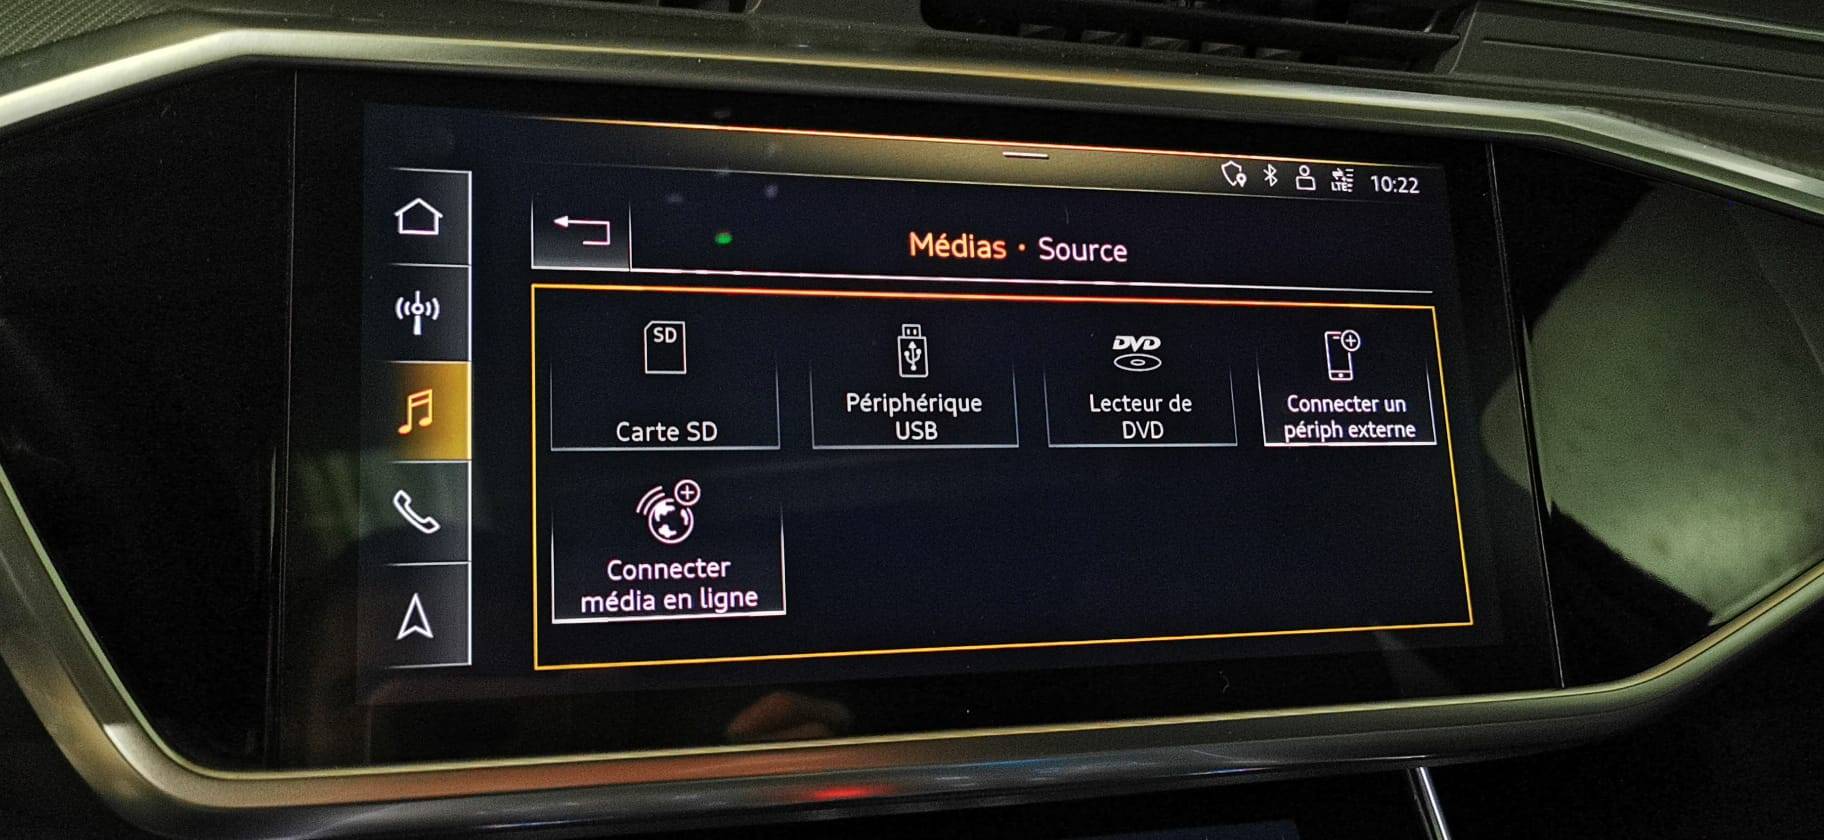 LTE
10:22
Médias · Source
SD
Carte SD
Périphérique
USB
DVD
Lecteur de
DVD
Connecter un
périph externe
Connecter
média en ligne